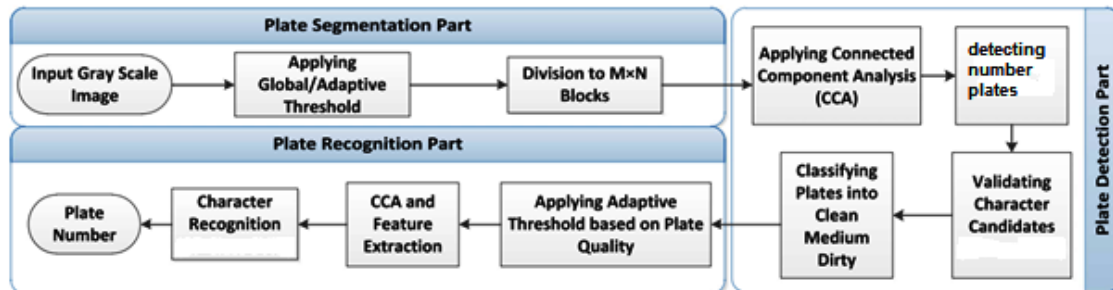 Plate Segmentation Part
Input Gray Scale
Image
Applying
Global/Adaptive
Threshold
Division to M×N
Blocks
Plate Detection Part
Applying Connected
Component Analysis
(CCA)
detecting
number
plates
Validating
Character
Candidates
Classifying
Plates into
Clean
Medium
Dirty
Plate Recognition Part
Applying Adaptive
Threshold based on Plate
Quality
CCA and
Feature
Extraction
Character
Recognition
Plate
Number